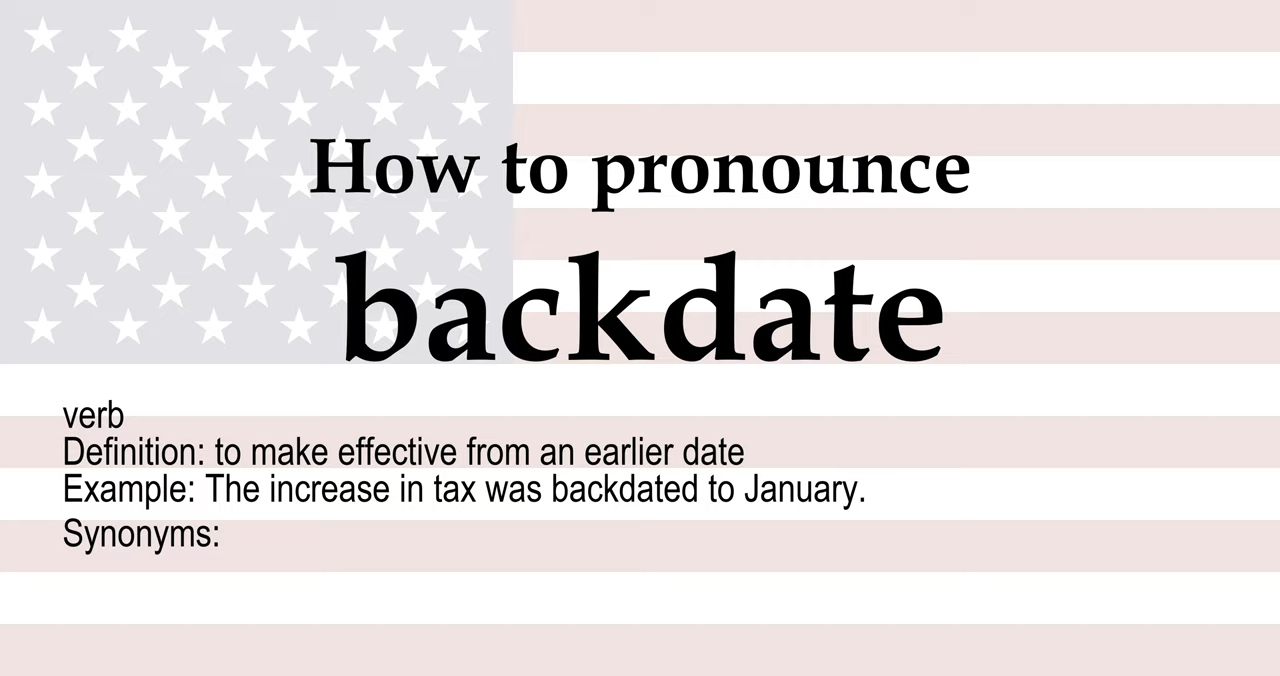 How to pronounce
backdate
verb
Definition: to make effective from an earlier date
Example: The increase in tax was backdated to January.
Synonyms: